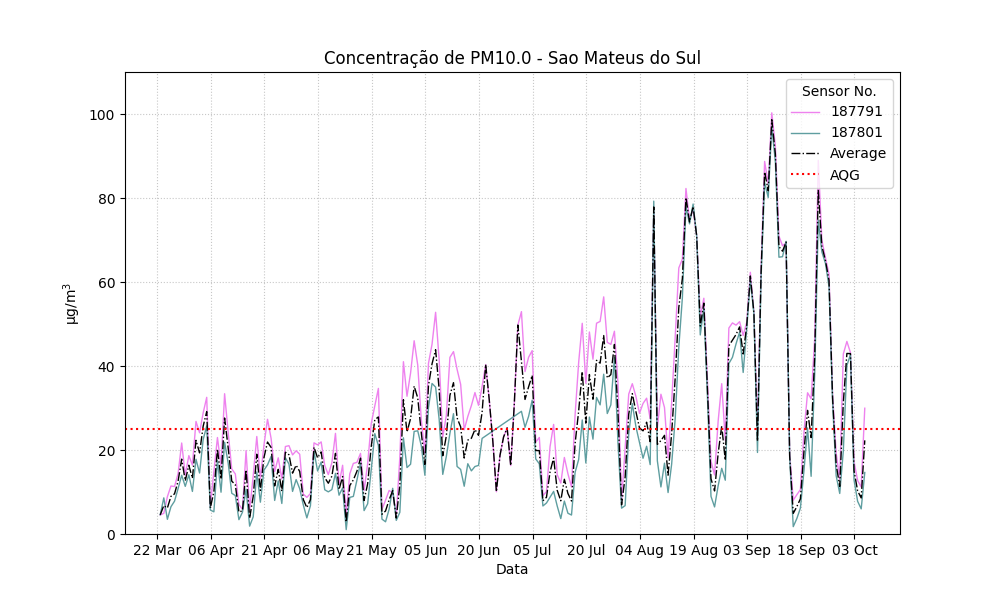 Concentração de PM10.0 - Sao Mateus do Sul
Sensor No.
187791
187801
Average
AQG
100
80
60
40
20
0
µg/m³
22 Mar 06 Apr 21 Apr 06 May 21 May 05 Jun 20 Jun 05 Jul 20 Jul 04 Aug 19 Aug 03 Sep 18 Sep 03 Oct
Data